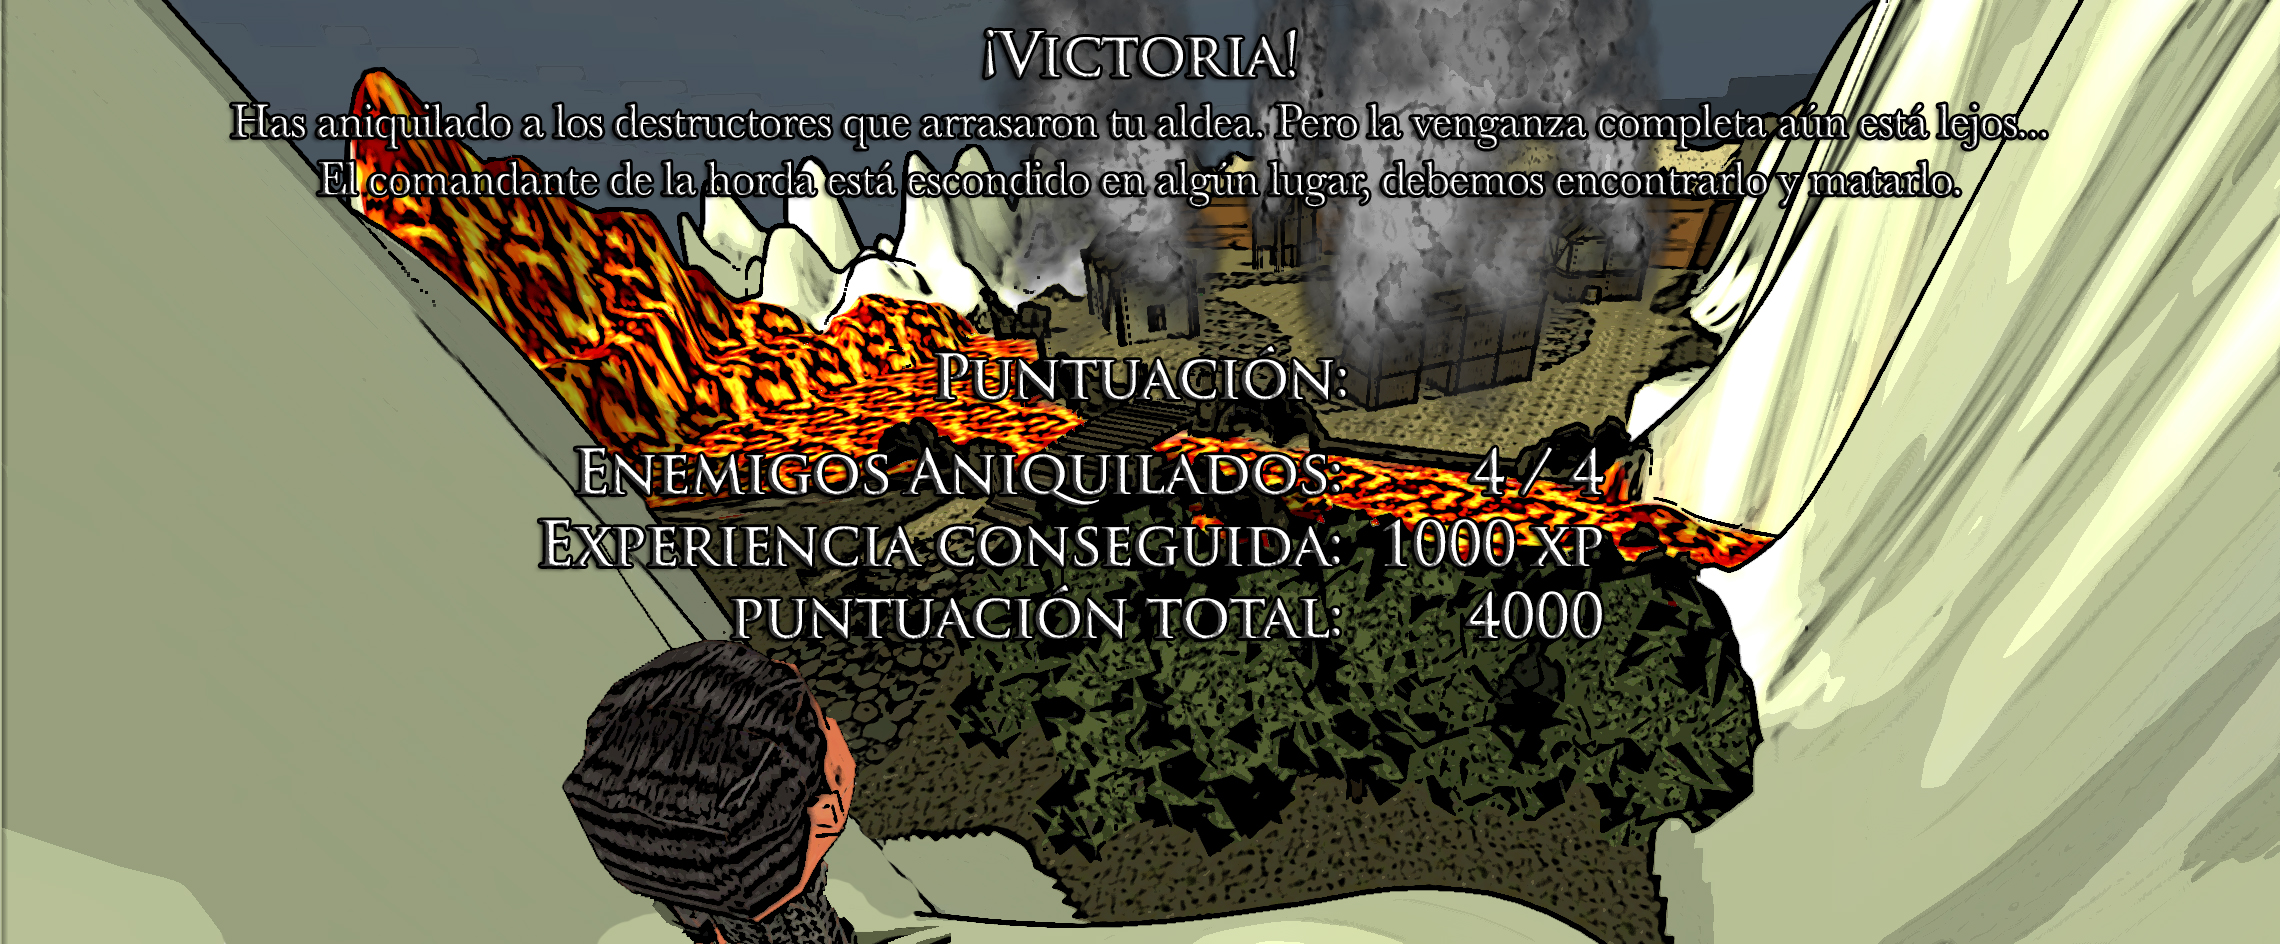 ¡Victoria!
Has aniquilado a los destructores que arrasaron tu aldea. Pero la venganza completa aún está lejos...
El comandante de la horda está escondido en algún lugar, debemos encontrarlo y matarlo.
Puntuación:
Enemigos Aniquilados: 4 / 4
Experiencia conseguida: 1000 xp
puntuación total: 4000